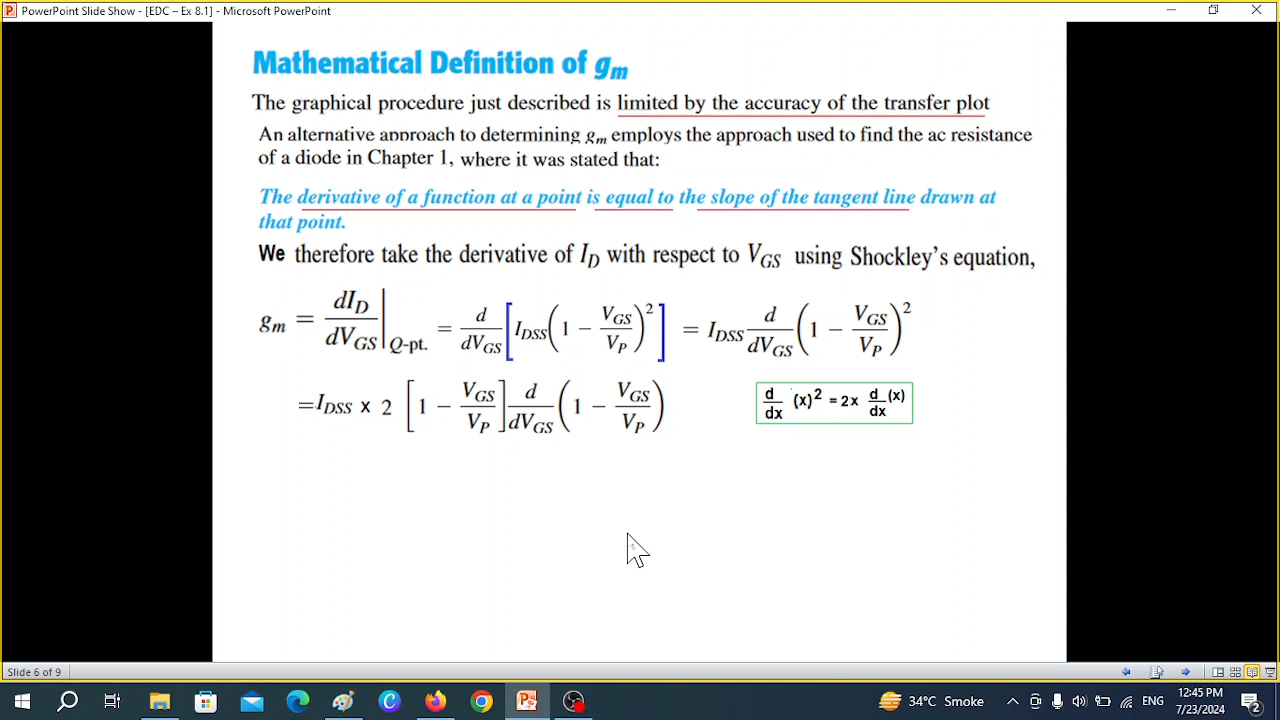 PowerPoint Slide Show - [EDC – Ex 8.1] - Microsoft PowerPoint
Mathematical Definition of gm
The graphical procedure just described is limited by the accuracy of the transfer plot
An alternative approach to determining gm employs the approach used to find the ac resistance
of a diode in Chapter 1, where it was stated that:
The derivative of a function at a point is equal to the slope of the tangent line drawn at
that point.
We therefore take the derivative of ID with respect to VGS using Shockley's equation,
gm = dID/dVGS |Q-pt. = d/dVGS [IDSS(1 − VGS/VP)²] = IDSS d/dVGS (1 − VGS/VP)²
=IDSS x 2 [1 − VGS/VP] d/dVGS (1 − VGS/VP)
d/dx (x)² = 2x d/dx (x)
Slide 6 of 9
34°C Smoke
ENG
12:45 PM
7/23/2024
2